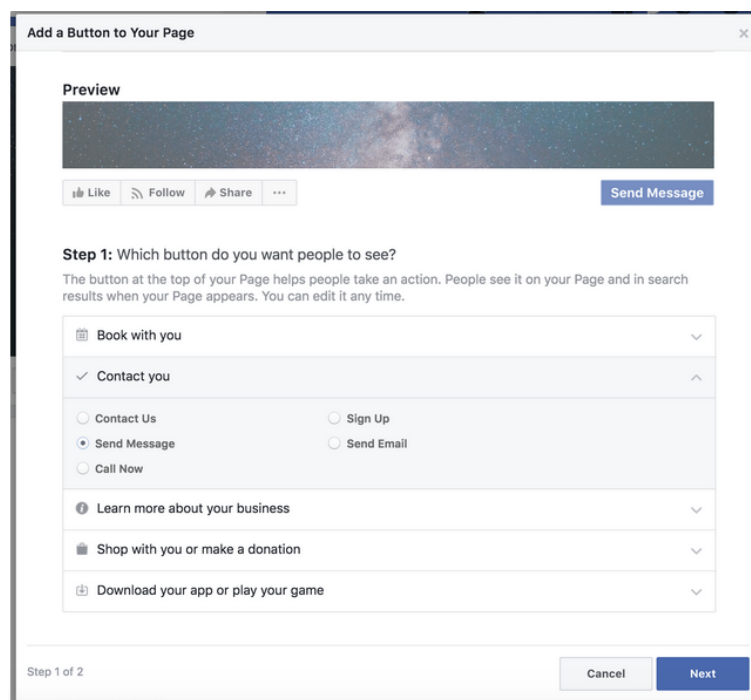 Add a Button to Your Page
Preview
Like Follow Share ...
Send Message
Step 1: Which button do you want people to see?
The button at the top of your Page helps people take an action. People see it on your Page and in search
results when your Page appears. You can edit it any time.
Book with you
Contact you
Contact Us Sign Up
Send Message Send Email
Call Now
Learn more about your business
Shop with you or make a donation
Download your app or play your game
Step 1 of 2
Cancel Next